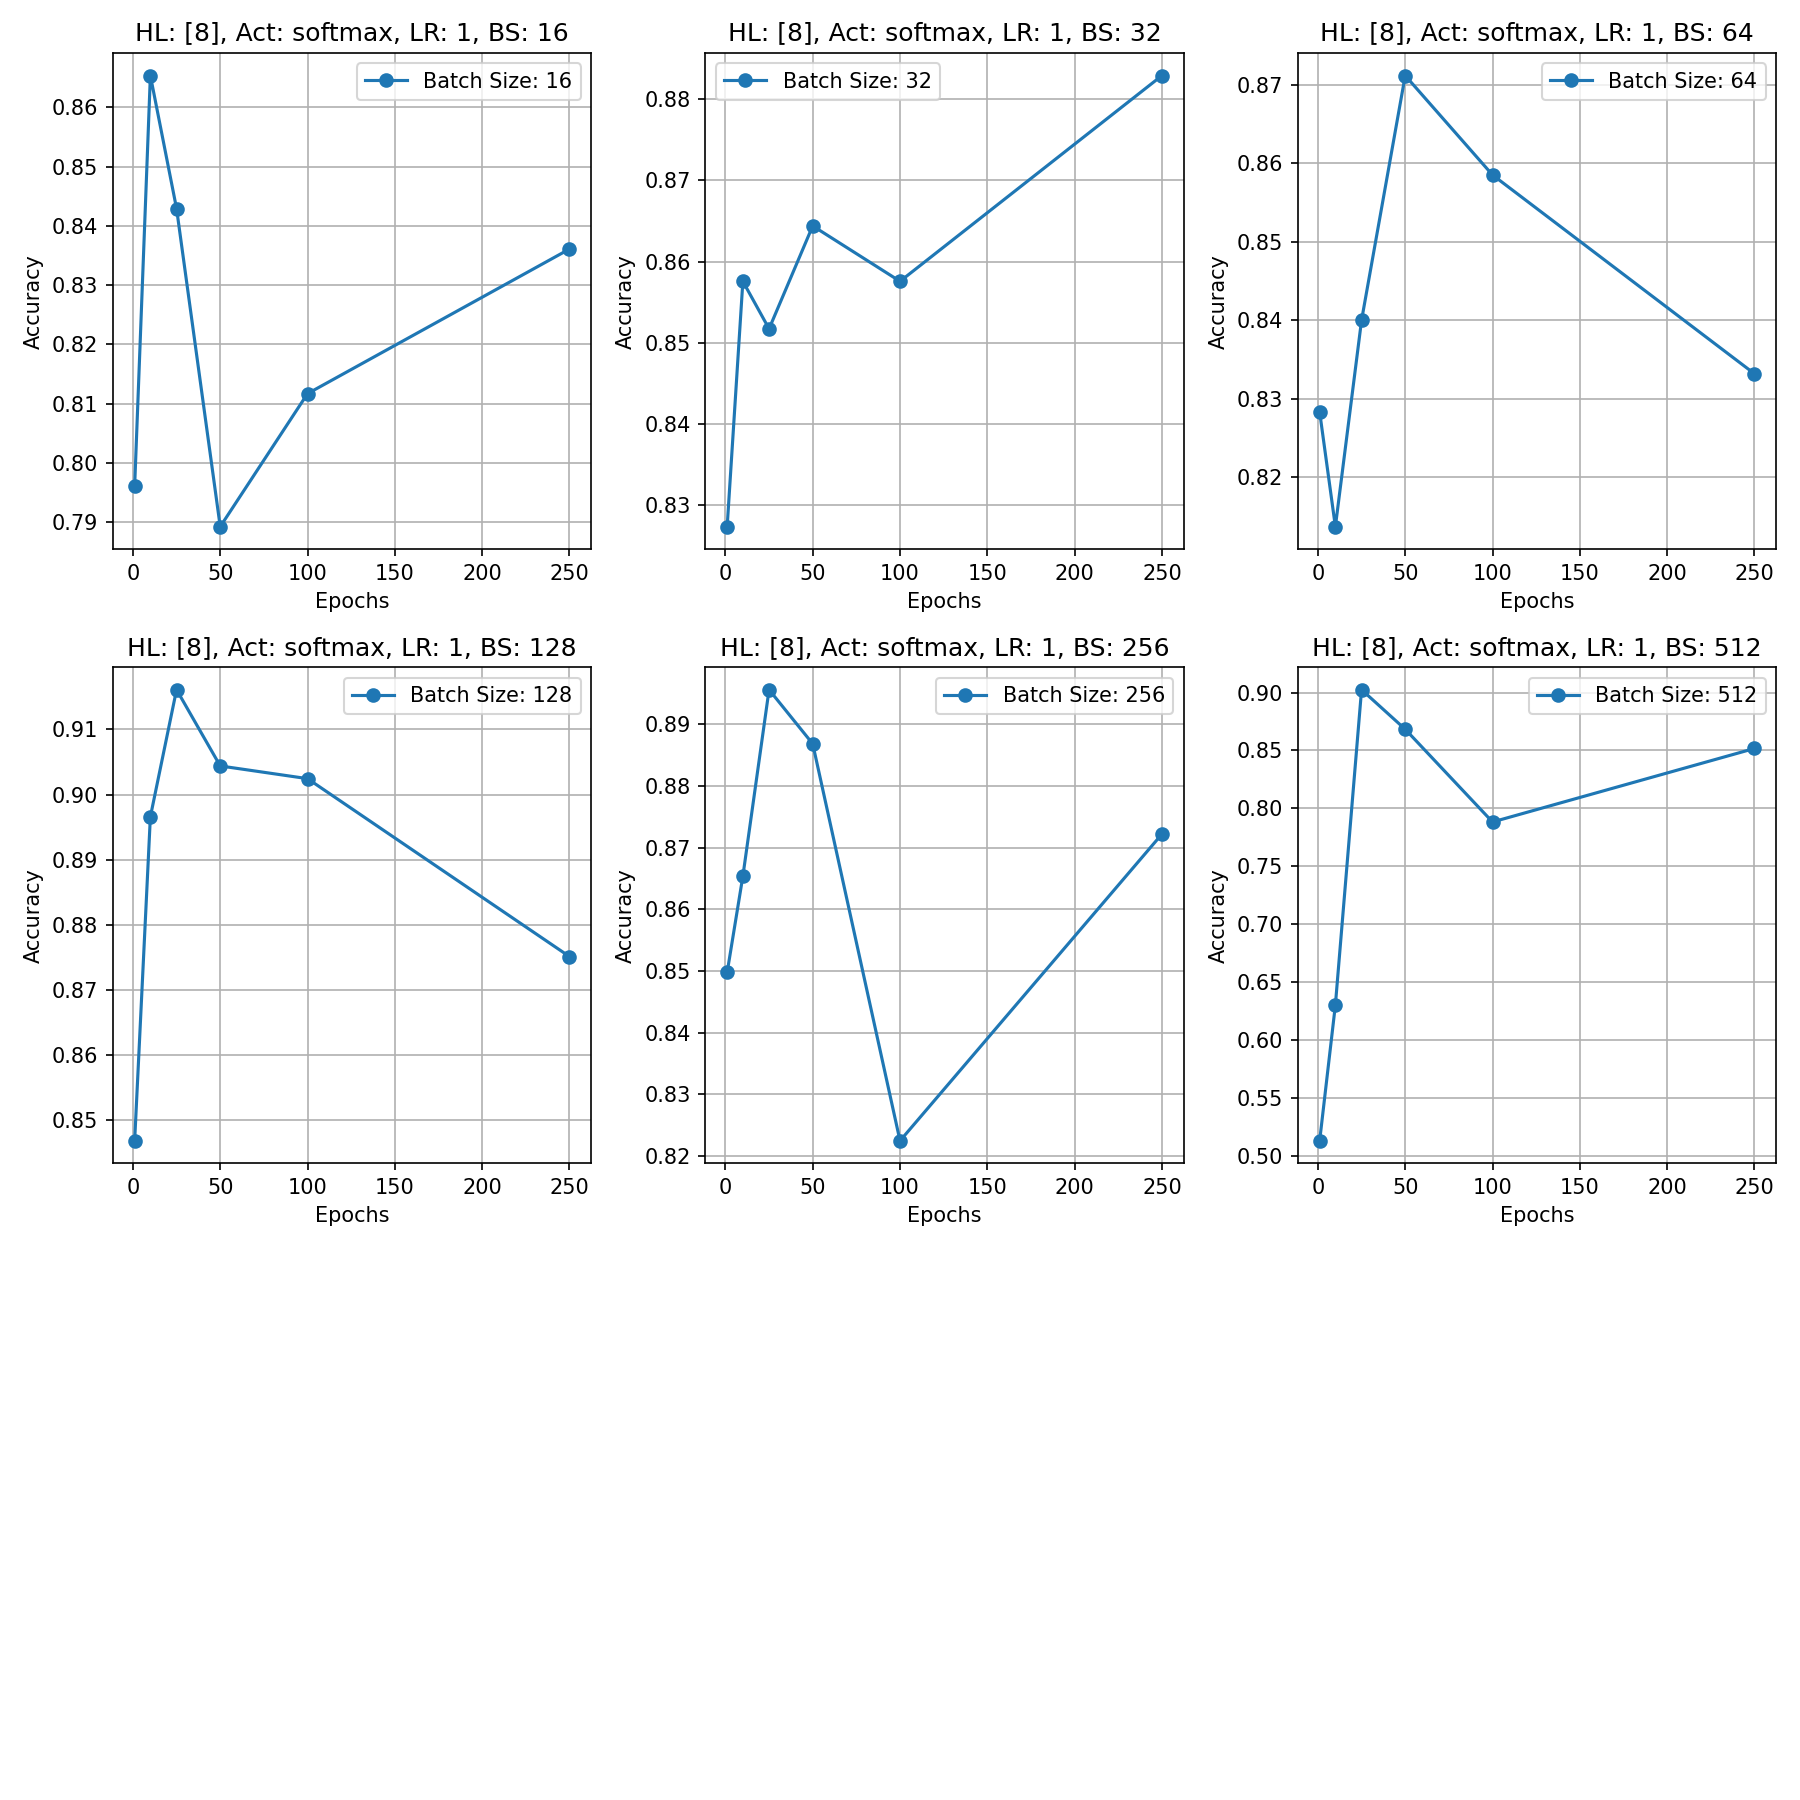 HL: [8], Act: softmax, LR: 1, BS: 16
Batch Size: 16
0.86
0.85
0.84
0.83
0.82
0.81
0.80
0.79
Accuracy
0 50 100 150 200 250
Epochs
HL: [8], Act: softmax, LR: 1, BS: 32
Batch Size: 32
0.88
0.87
0.86
0.85
0.84
0.83
Accuracy
0 50 100 150 200 250
Epochs
HL: [8], Act: softmax, LR: 1, BS: 64
Batch Size: 64
0.87
0.86
0.85
0.84
0.83
0.82
Accuracy
0 50 100 150 200 250
Epochs
HL: [8], Act: softmax, LR: 1, BS: 128
Batch Size: 128
0.91
0.90
0.89
0.88
0.87
0.86
0.85
Accuracy
0 50 100 150 200 250
Epochs
HL: [8], Act: softmax, LR: 1, BS: 256
Batch Size: 256
0.89
0.88
0.87
0.86
0.85
0.84
0.83
0.82
Accuracy
0 50 100 150 200 250
Epochs
HL: [8], Act: softmax, LR: 1, BS: 512
Batch Size: 512
0.90
0.85
0.80
0.75
0.70
0.65
0.60
0.55
0.50
Accuracy
0 50 100 150 200 250
Epochs